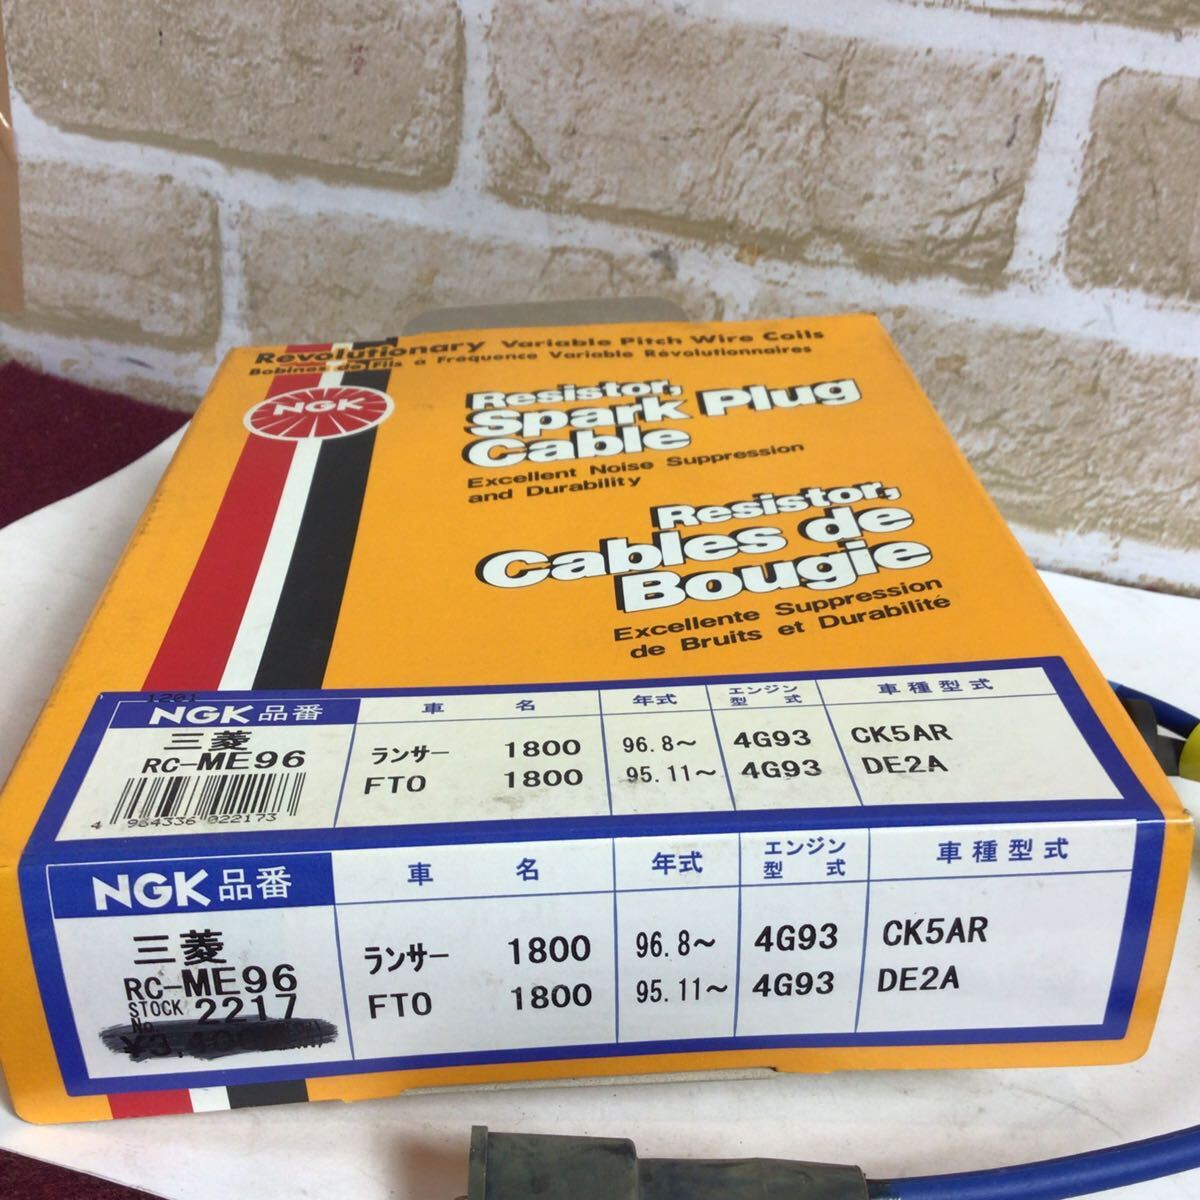 Revolutionary Variable Pitch Wire Coils
Bobines de Fils a Fréquence Variable Révolutionnaires
NGK
Resistor,
Spark Plug
Cable
Excellent Noise Suppression
and Durability
Resistor,
Cables de
Bougie
Excellente Suppression
de Bruits et Durabilité
1201
NGK品番 車名 年式 エンジン型式 車種型式
三菱
RC-ME96
ランサー 1800 96.8～ 4G93 CK5AR
FTO 1800 95.11～ 4G93 DE2A
4 984336 022173
NGK品番 車名 年式 エンジン型式 車種型式
三菱
RC-ME96
STOCK No. 2217
ランサー 1800 96.8～ 4G93 CK5AR
FTO 1800 95.11～ 4G93 DE2A